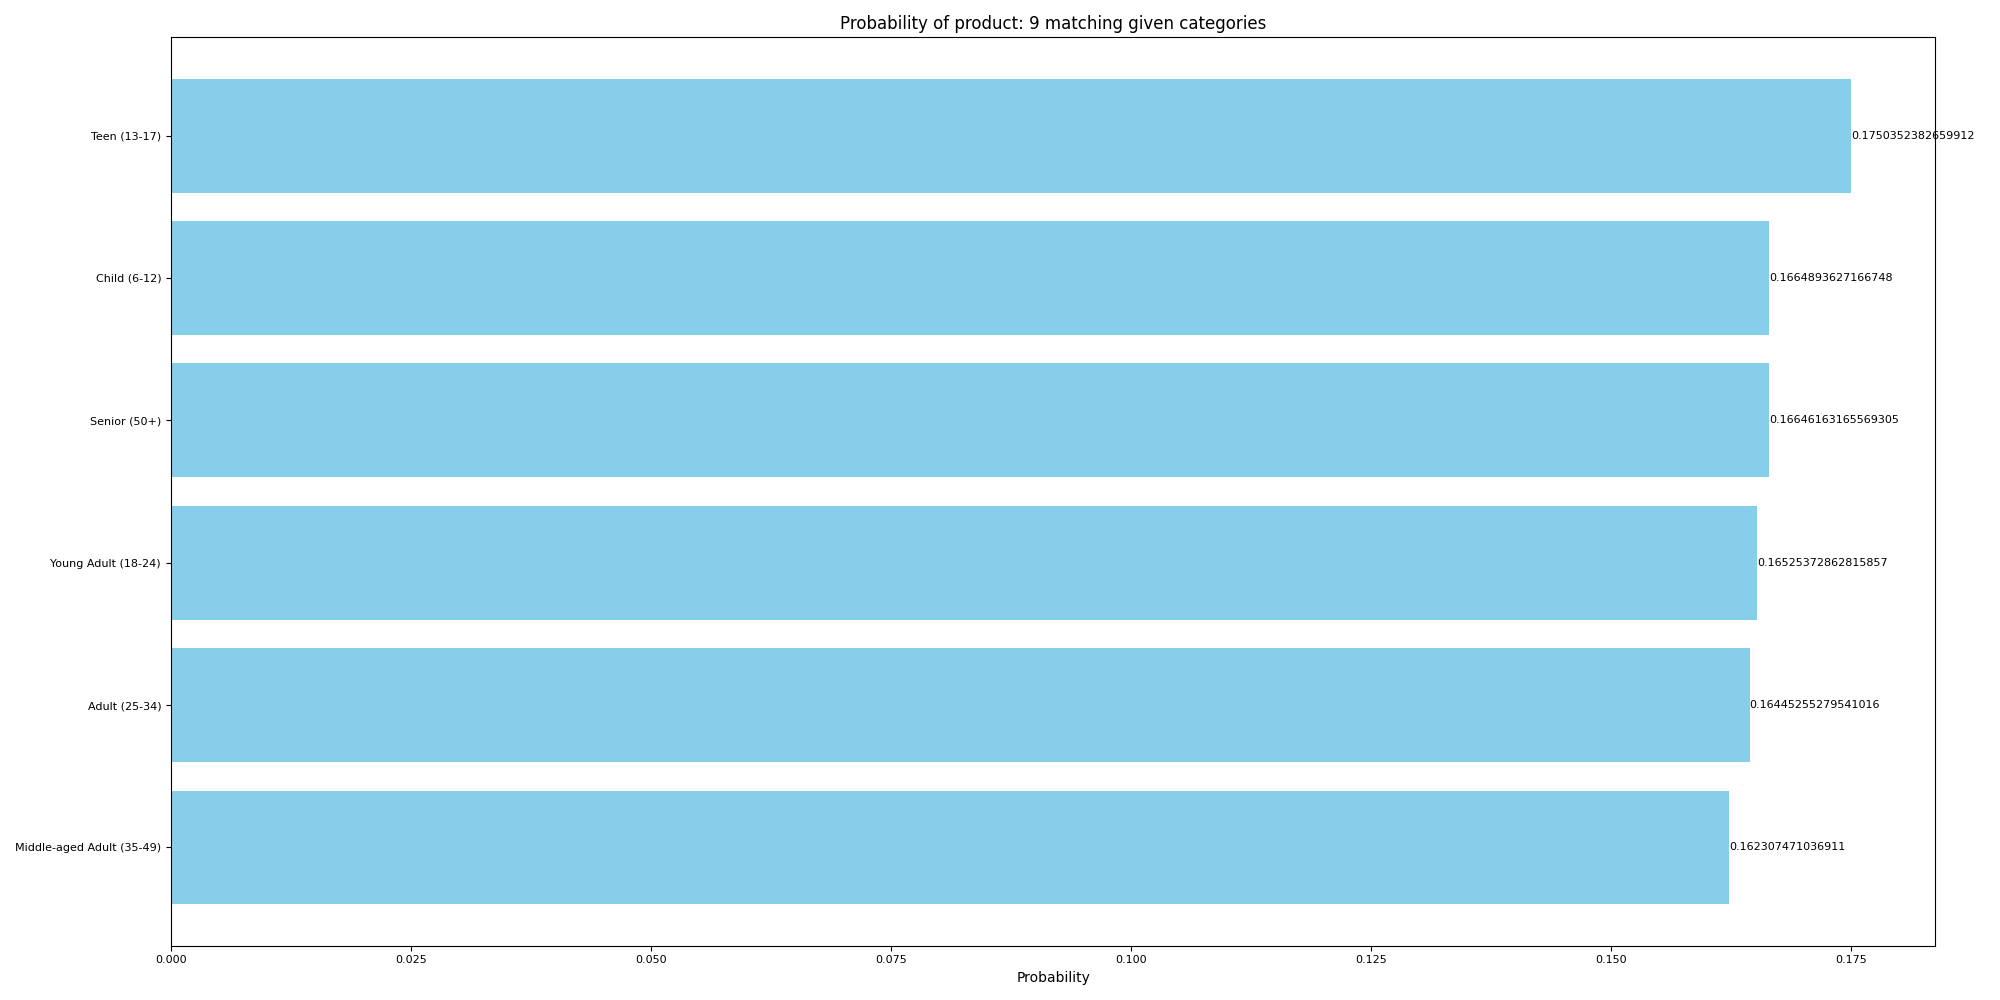 Probability of product: 9 matching given categories
Teen (13-17)
0.1750352382659912
Child (6-12)
0.1664893627166748
Senior (50+)
0.16646163165569305
Young Adult (18-24)
0.16525372862815857
Adult (25-34)
0.16445255279541016
Middle-aged Adult (35-49)
0.162307471036911
0.000 0.025 0.050 0.075 0.100 0.125 0.150 0.175
Probability